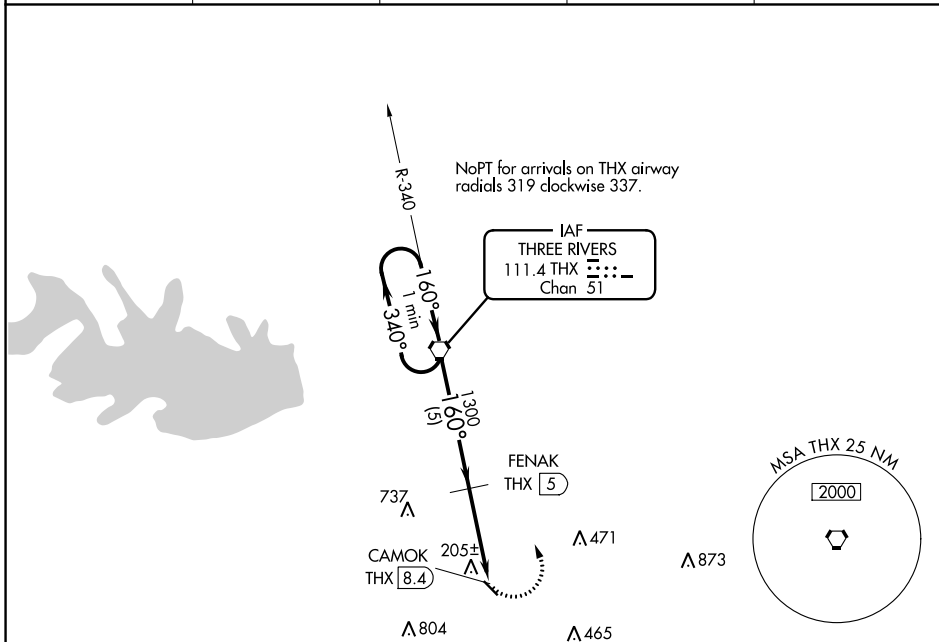 NoPT for arrivals on THX airway
radials 319 clockwise 337.
R-340
IAF
THREE RIVERS
111.4 THX
Chan 51
160°
1 min
340°
1300
160°
(5)
FENAK
THX 5
MSA THX 25 NM
2000
737
471
205±
CAMOK
THX 8.4
873
804
465